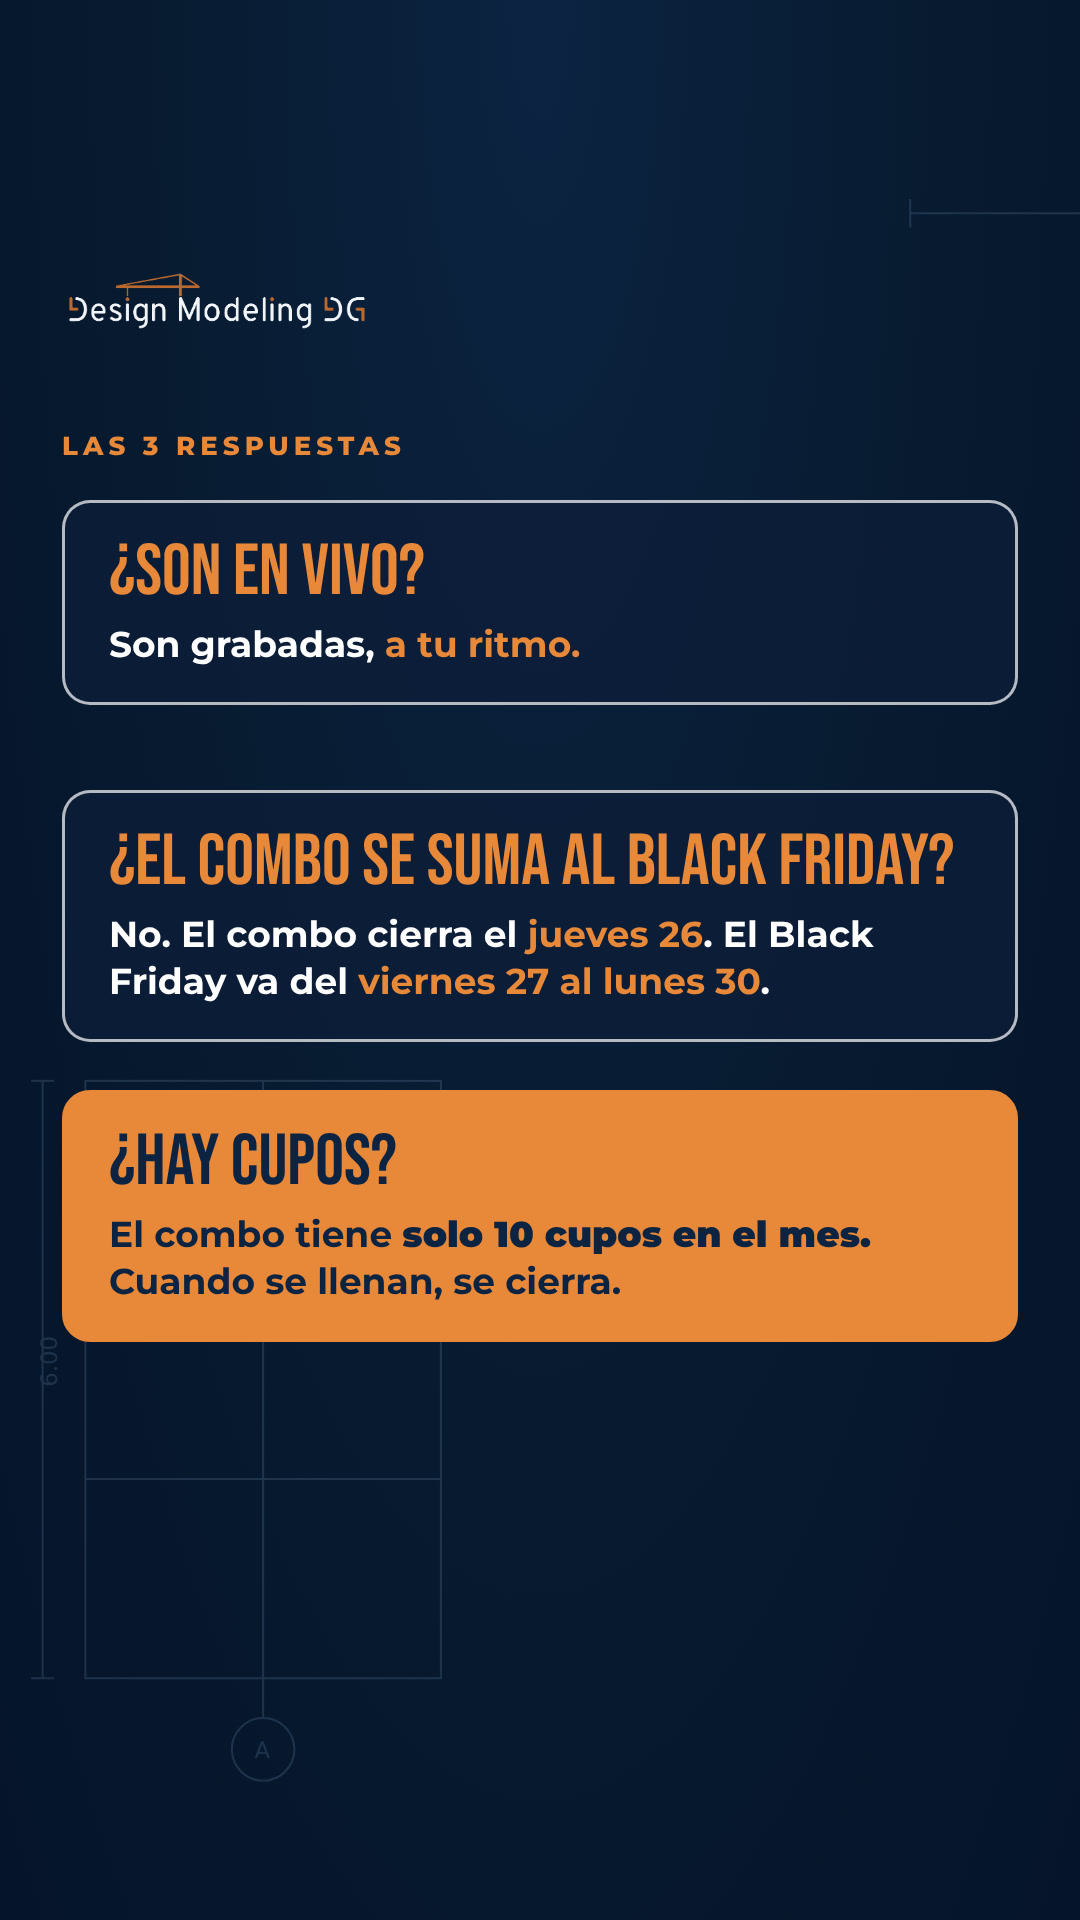 Design Modeling DG
LAS 3 RESPUESTAS
¿SON EN VIVO?
Son grabadas, a tu ritmo.
¿EL COMBO SE SUMA AL BLACK FRIDAY?
No. El combo cierra el jueves 26. El Black
Friday va del viernes 27 al lunes 30.
¿HAY CUPOS?
El combo tiene solo 10 cupos en el mes.
Cuando se llenan, se cierra.
6.00
A